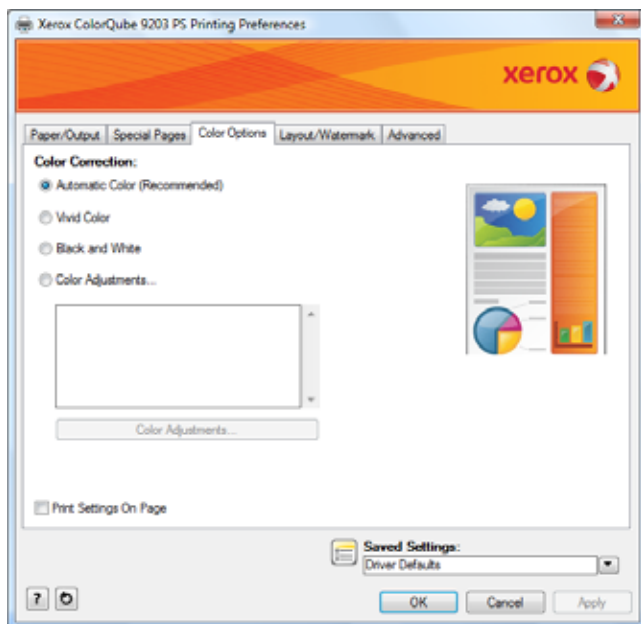 Xerox ColorQube 9203 PS Printing Preferences
xerox
Paper/Output Special Pages Color Options Layout/Watermark Advanced
Color Correction:
Automatic Color (Recommended)
Vivid Color
Black and White
Color Adjustments...
Color Adjustments...
Print Settings On Page
Saved Settings:
Driver Defaults
?
OK Cancel Apply